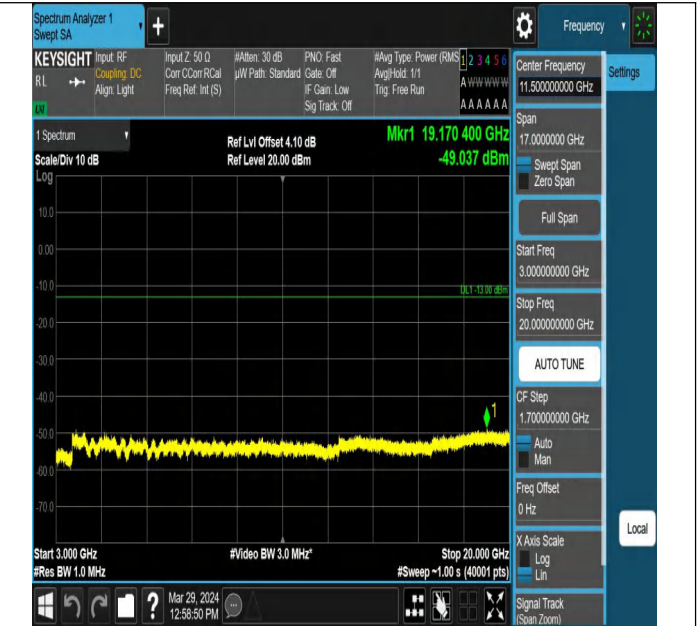 Spectrum Analyzer 1
Swept SA
+
Frequency
KEYSIGHT
RL
LXI
Input: RF
Coupling: DC
Align: Light
Input Z: 50 Ω
Corr CCorr RCal
Freq Ref: Int (S)
#Atten: 30 dB
µW Path: Standard
PNO: Fast
Gate: Off
IF Gain: Low
Sig Track: Off
#Avg Type: Power (RMS
Avg|Hold: 1/1
Trig: Free Run
1 2 3 4 5 6
A W W W W W
A A A A A A
1 Spectrum
Scale/Div 10 dB
Log
Ref Lvl Offset 4.10 dB
Ref Level 20.00 dBm
Mkr1 19.170 400 GHz
-49.037 dBm
10.0
0.00
-10.0
DL1 -13.00 dBm
-20.0
-30.0
-40.0
1
-50.0
-60.0
-70.0
Start 3.000 GHz
#Res BW 1.0 MHz
#Video BW 3.0 MHz*
Stop 20.000 GHz
#Sweep ~1.00 s (40001 pts)
?
Mar 29, 2024
12:58:50 PM
Center Frequency
11.500000000 GHz
Settings
Span
17.0000000 GHz
Swept Span
Zero Span
Full Span
Start Freq
3.000000000 GHz
Stop Freq
20.000000000 GHz
AUTO TUNE
CF Step
1.700000000 GHz
Auto
Man
Freq Offset
0 Hz
X Axis Scale
Log
Lin
Local
Signal Track
(Span Zoom)